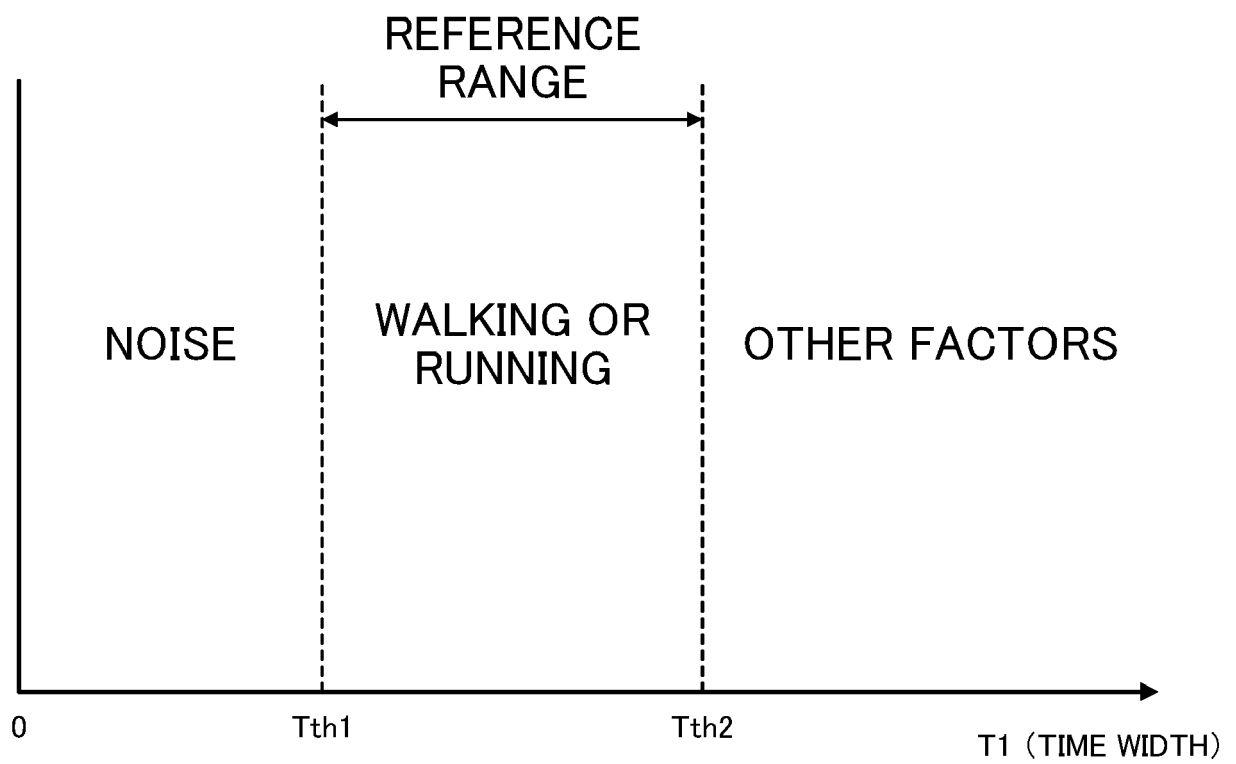 REFERENCE
RANGE
NOISE
WALKING OR
RUNNING
OTHER FACTORS
0
Tth1
Tth2
T1 (TIME WIDTH)